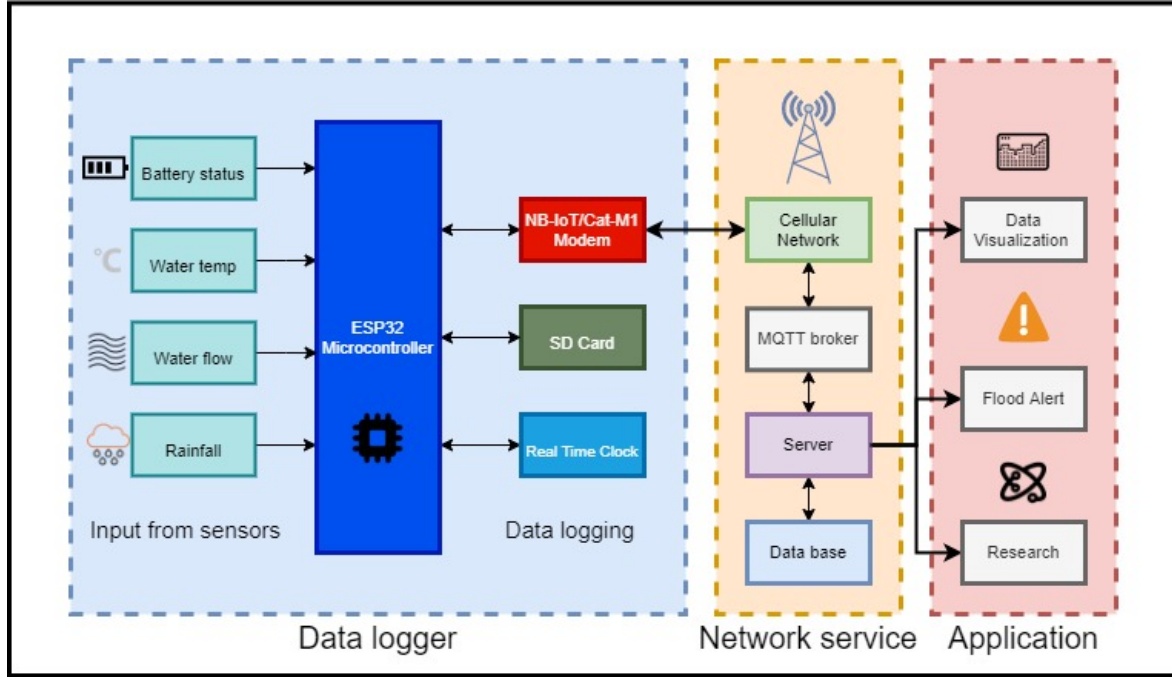 Battery status
Water temp
Water flow
Rainfall
Input from sensors
ESP32
Microcontroller
NB-IoT/Cat-M1
Modem
SD Card
Real Time Clock
Data logging
Data logger
Cellular
Network
MQTT broker
Server
Data base
Network service
Data
Visualization
Flood Alert
Research
Application
°C